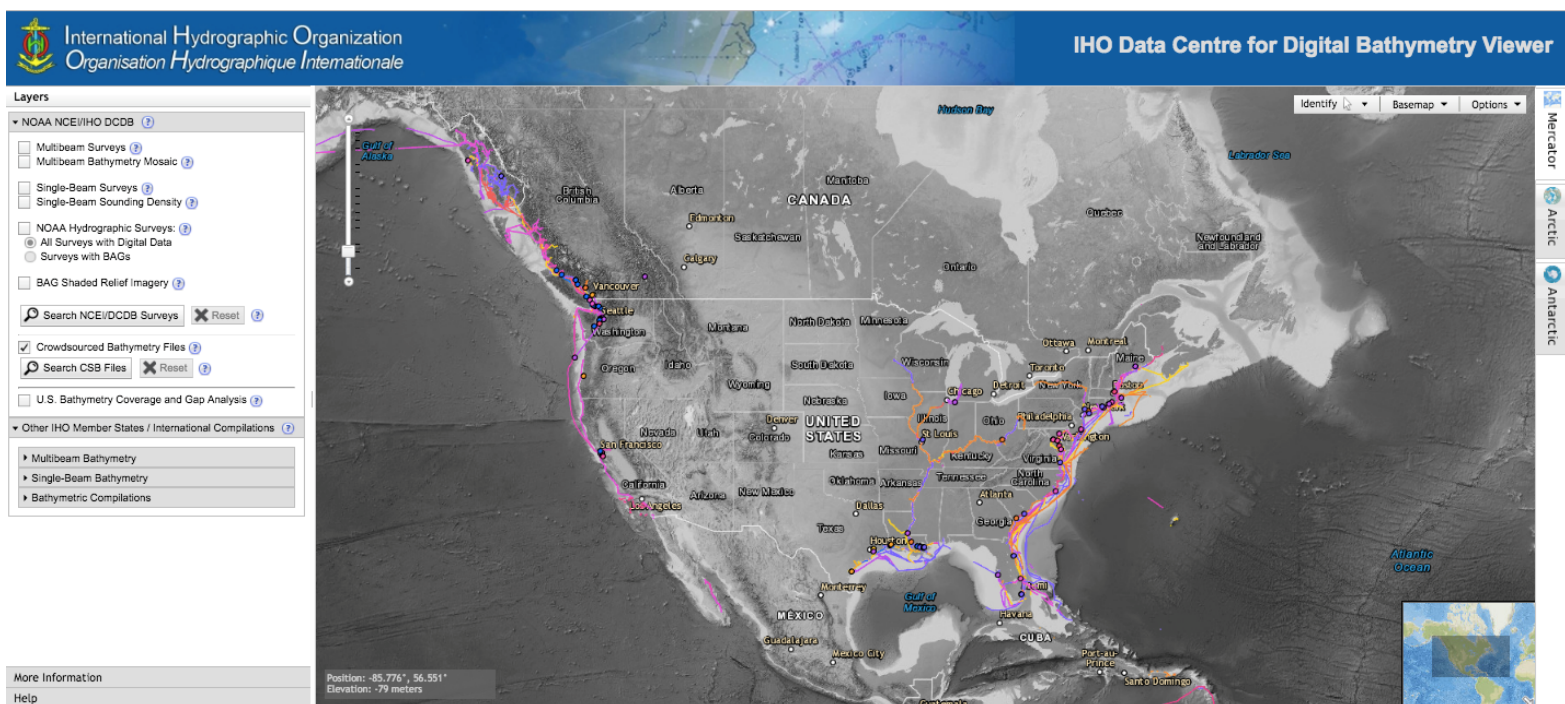 International Hydrographic Organization
Organisation Hydrographique Internationale
IHO Data Centre for Digital Bathymetry Viewer
Layers
NOAA NCEI/IHO DCDB
Multibeam Surveys
Multibeam Bathymetry Mosaic
Single-Beam Surveys
Single-Beam Sounding Density
NOAA Hydrographic Surveys:
All Surveys with Digital Data
Surveys with BAGs
BAG Shaded Relief Imagery
Search NCEI/DCDB Surveys
Reset
Crowdsourced Bathymetry Files
Search CSB Files
Reset
U.S. Bathymetry Coverage and Gap Analysis
Other IHO Member States / International Compilations
Multibeam Bathymetry
Single-Beam Bathymetry
Bathymetric Compilations
More Information
Help
Identify
Basemap
Options
Mercator
Arctic
Antarctic
Hudson Bay
Gulf of
Alaska
Labrador Sea
British
Columbia
Alberta
Manitoba
CANADA
Edmonton
Saskatchewan
Quebec
Newfoundland
and Labrador
Calgary
Ontario
Vancouver
Seattle
Washington
Montana
North Dakota
Minnesota
Ottawa
Montreal
Maine
Oregon
Idaho
South Dakota
Wisconsin
Toronto
Wyoming
Iowa
Chicago
Detroit
New York
Boston
Nebraska
Illinois
Ohio
Philadelphia
Nevada
Utah
Denver
Colorado
UNITED
STATES
Kansas
Missouri
St Louis
Kentucky
Virginia
San Francisco
California
Los Angeles
Arizona
New Mexico
Oklahoma
Arkansas
Tennessee
North
Carolina
Atlanta
Dallas
Texas
Georgia
Houston
Monterrey
Gulf of
Mexico
Havana
MÉXICO
CUBA
Guadalajara
Mexico City
Port-au-
Prince
Santo Domingo
Atlantic
Ocean
Position: -85.776°, 56.551°
Elevation: -79 meters